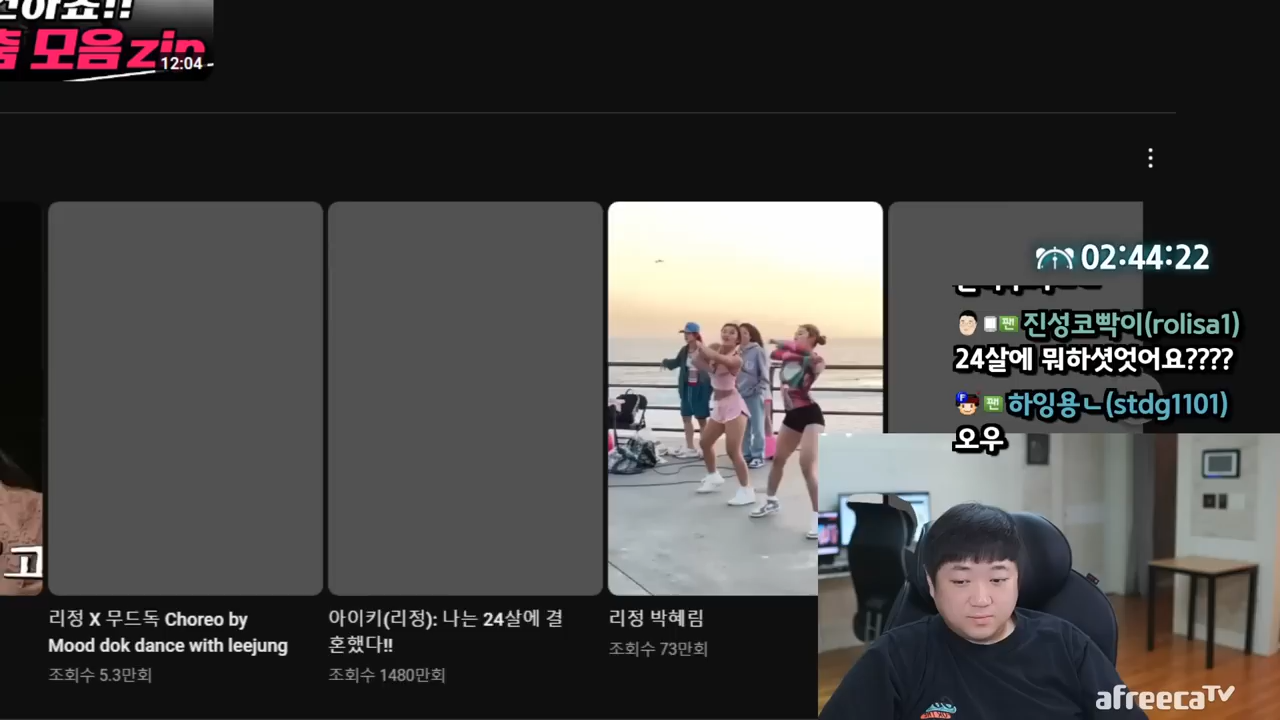 모음zip
12:04
02:44:22
진성코빡이(rolisa1)
24살에 뭐하셧엇어요????
하잉용ㄴ(stdg1101)
오우
고
리정 X 무드독 Choreo by
Mood dok dance with leejung
조회수 5.3만회
아이키(리정): 나는 24살에 결
혼했다!!
조회수 1480만회
리정 박혜림
조회수 73만회
afreecaTV